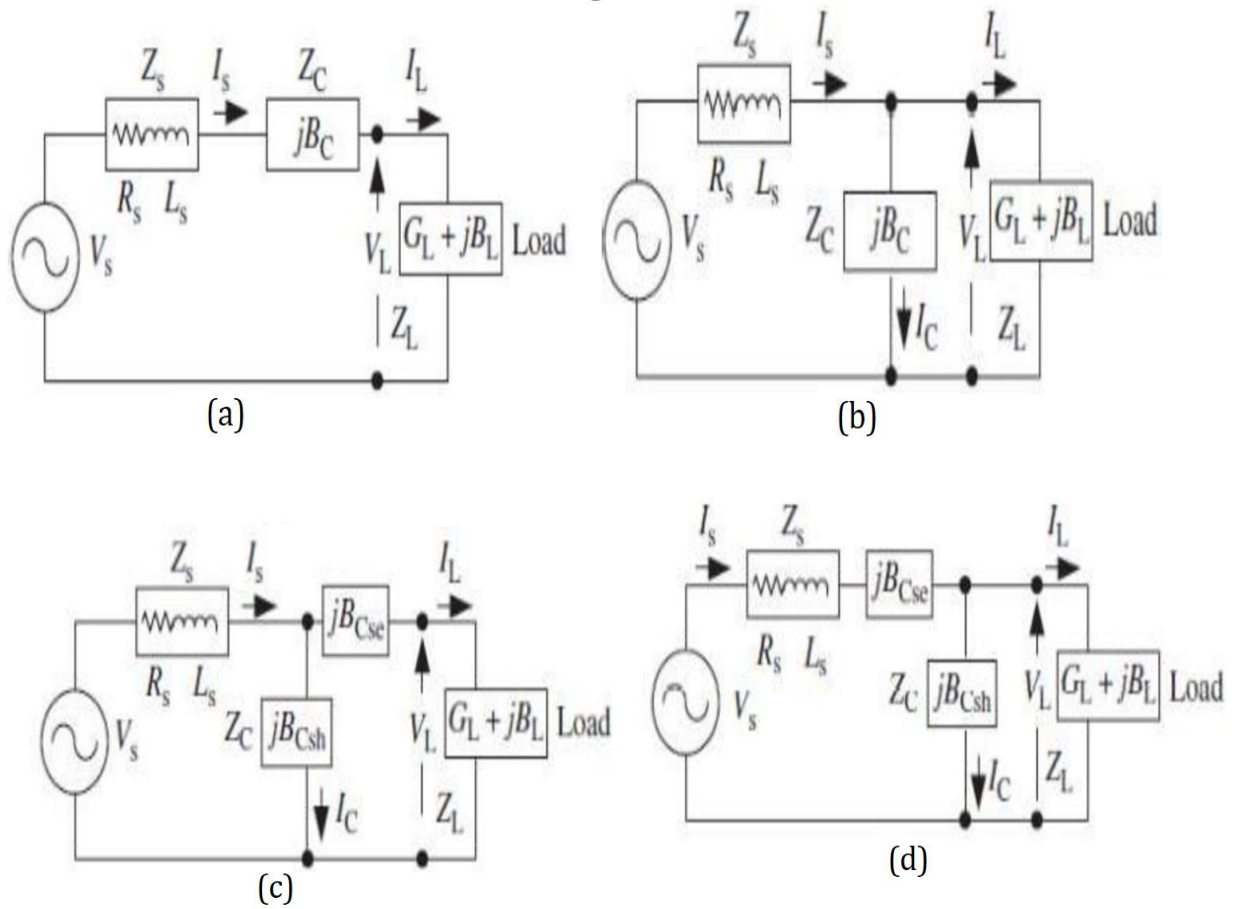 Z_s I_s Z_C I_L
jB_C
R_s L_s
V_s V_L G_L + jB_L Load
Z_L
(a)
Z_s I_s I_L
R_s L_s
V_s Z_C jB_C V_L G_L + jB_L Load
I_C Z_L
(b)
Z_s I_s I_L
jB_Cse
R_s L_s
V_s Z_C jB_Csh V_L G_L + jB_L Load
I_C Z_L
(c)
I_s Z_s I_L
jB_Cse
R_s L_s
V_s Z_C jB_Csh V_L G_L + jB_L Load
I_C Z_L
(d)